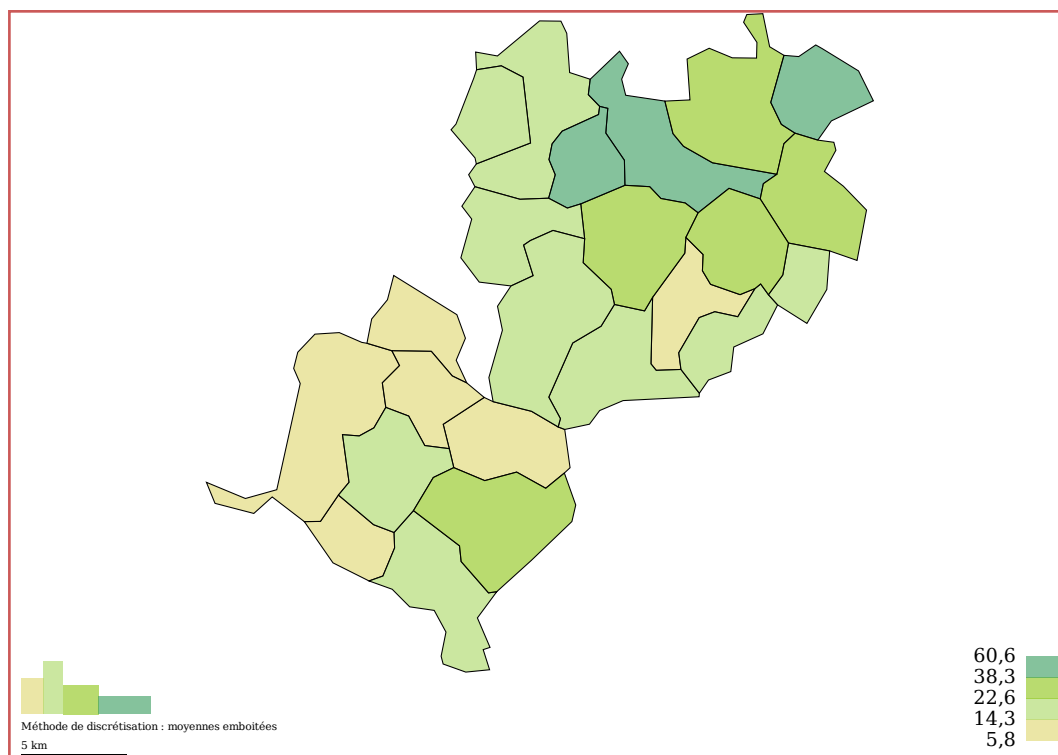 60,6
38,3
22,6
14,3
5,8
Méthode de discrétisation : moyennes emboitées
5 km